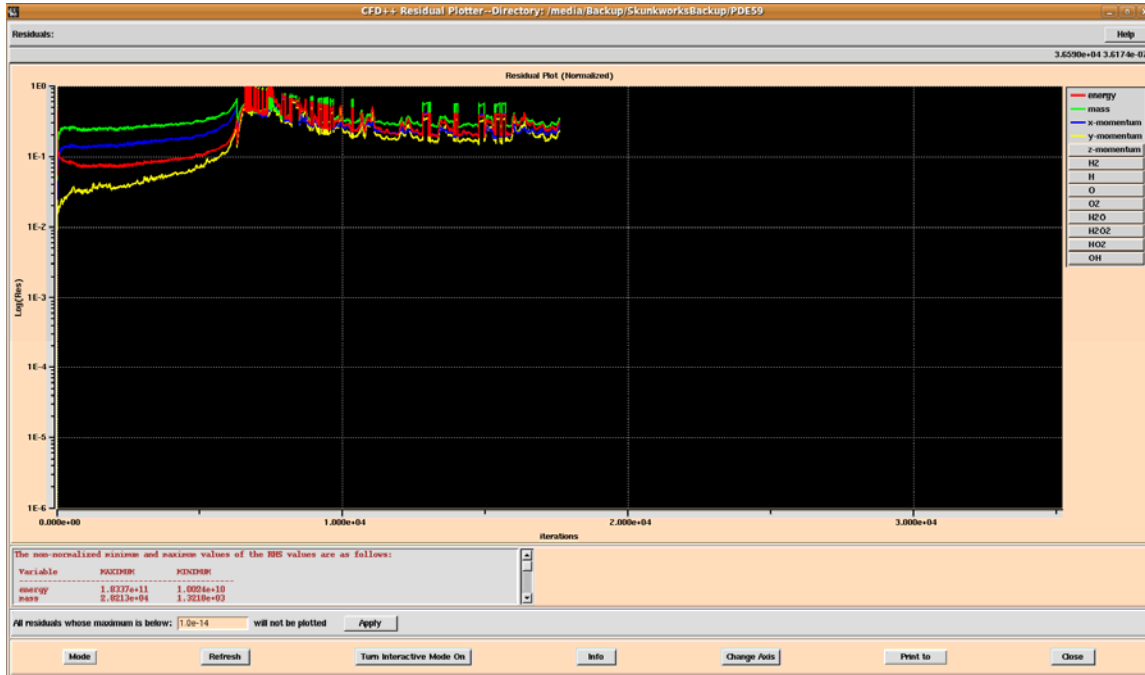 CFD++ Residual Plotter--Directory: /media/Backup/SkunkworksBackup/PDE59
Residuals:
Help
3.6590e+04 3.6174e-07
Residual Plot (Normalized)
1E0
1E-1
1E-2
1E-3
1E-4
1E-5
1E-6
Log(Res)
0.000e+00
1.000e+04
2.000e+04
3.000e+04
iterations
energy
mass
x-momentum
y-momentum
z-momentum
H2
H
O
O2
H2O
H2O2
HO2
OH
The non-normalized minimum and maximum values of the RHS values are as follows:
Variable MAXIMUM MINIMUM
energy 1.8337e+11 1.0024e+10
mass 2.0213e+04 1.3210e+03
All residuals whose maximum is below: 1.0e-14 will not be plotted Apply
Mode Refresh Turn Interactive Mode On Info Change Axis Print to Close